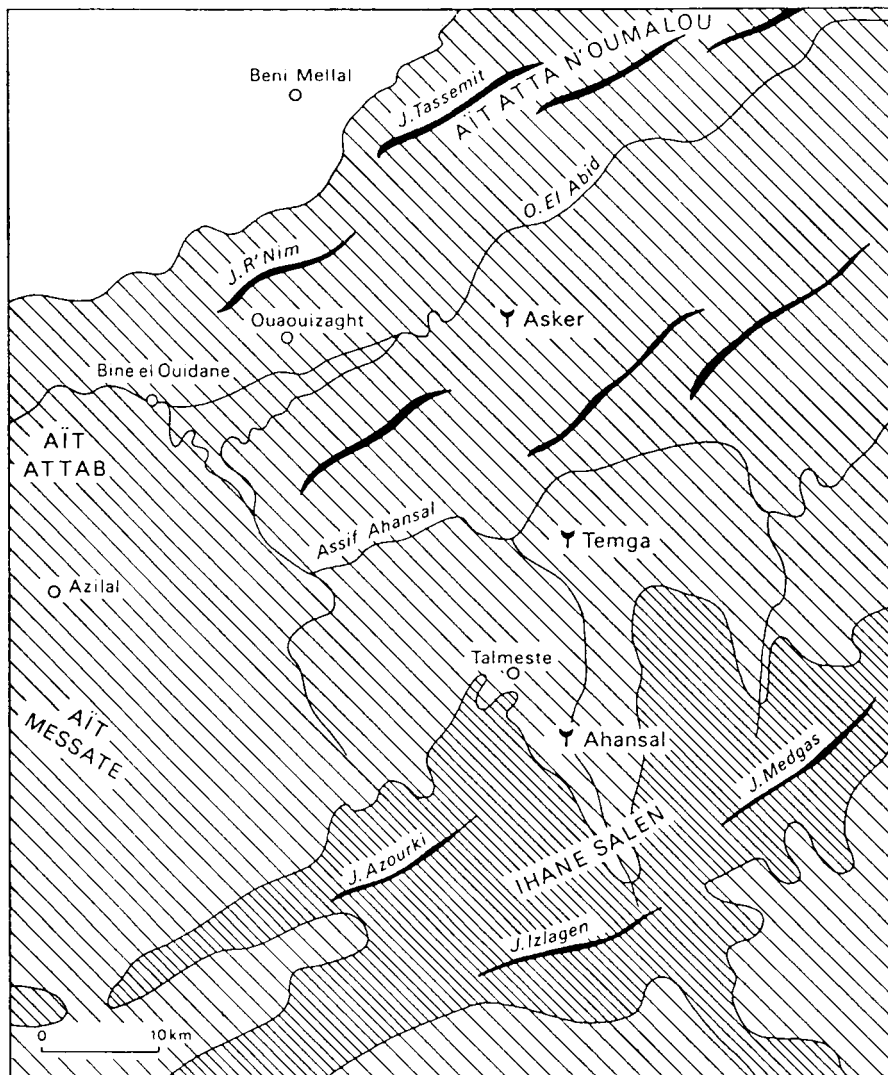 Beni Mellal
J. Tassemit
AÏT ATTA N'OUMALOU
O. El Abid
J. R'Nim
Ouaouizaght
Asker
Bine el Ouidane
AÏT
ATTAB
Assif Ahansal
Temga
Azilal
Talmeste
AÏT
MESSATE
Ahansal
J. Medgas
J. Azourki
IHANE SALEN
J. Izlagen
0 10 km